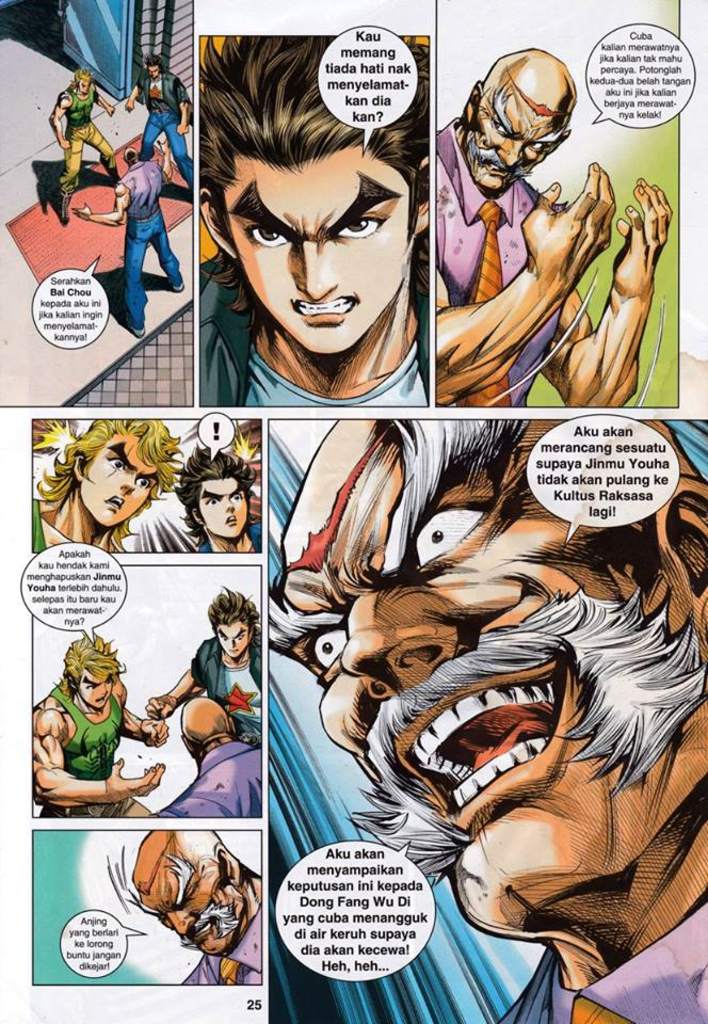 Serahkan
Bai Chou
kepada aku ini
jika kalian ingin
menyelamat-
kannya!
Kau
memang
tiada hati nak
menyelamat-
kan dia
kan?
Cuba
kalian merawatnya
jika kalian tak mahu
percaya. Potonglah
kedua-dua belah tangan
aku ini jika kalian
berjaya merawat-
nya kelak!
!
Apakah
kau hendak kami
menghapuskan Jinmu
Youha terlebih dahulu.
selepas itu baru kau
akan merawat-
nya?
Anjing
yang berlari
ke lorong
buntu jangan
dikejar!
Aku akan
merancang sesuatu
supaya Jinmu Youha
tidak akan pulang ke
Kultus Raksasa
lagi!
Aku akan
menyampaikan
keputusan ini kepada
Dong Fang Wu Di
yang cuba menangguk
di air keruh supaya
dia akan kecewa!
Heh, heh...
25